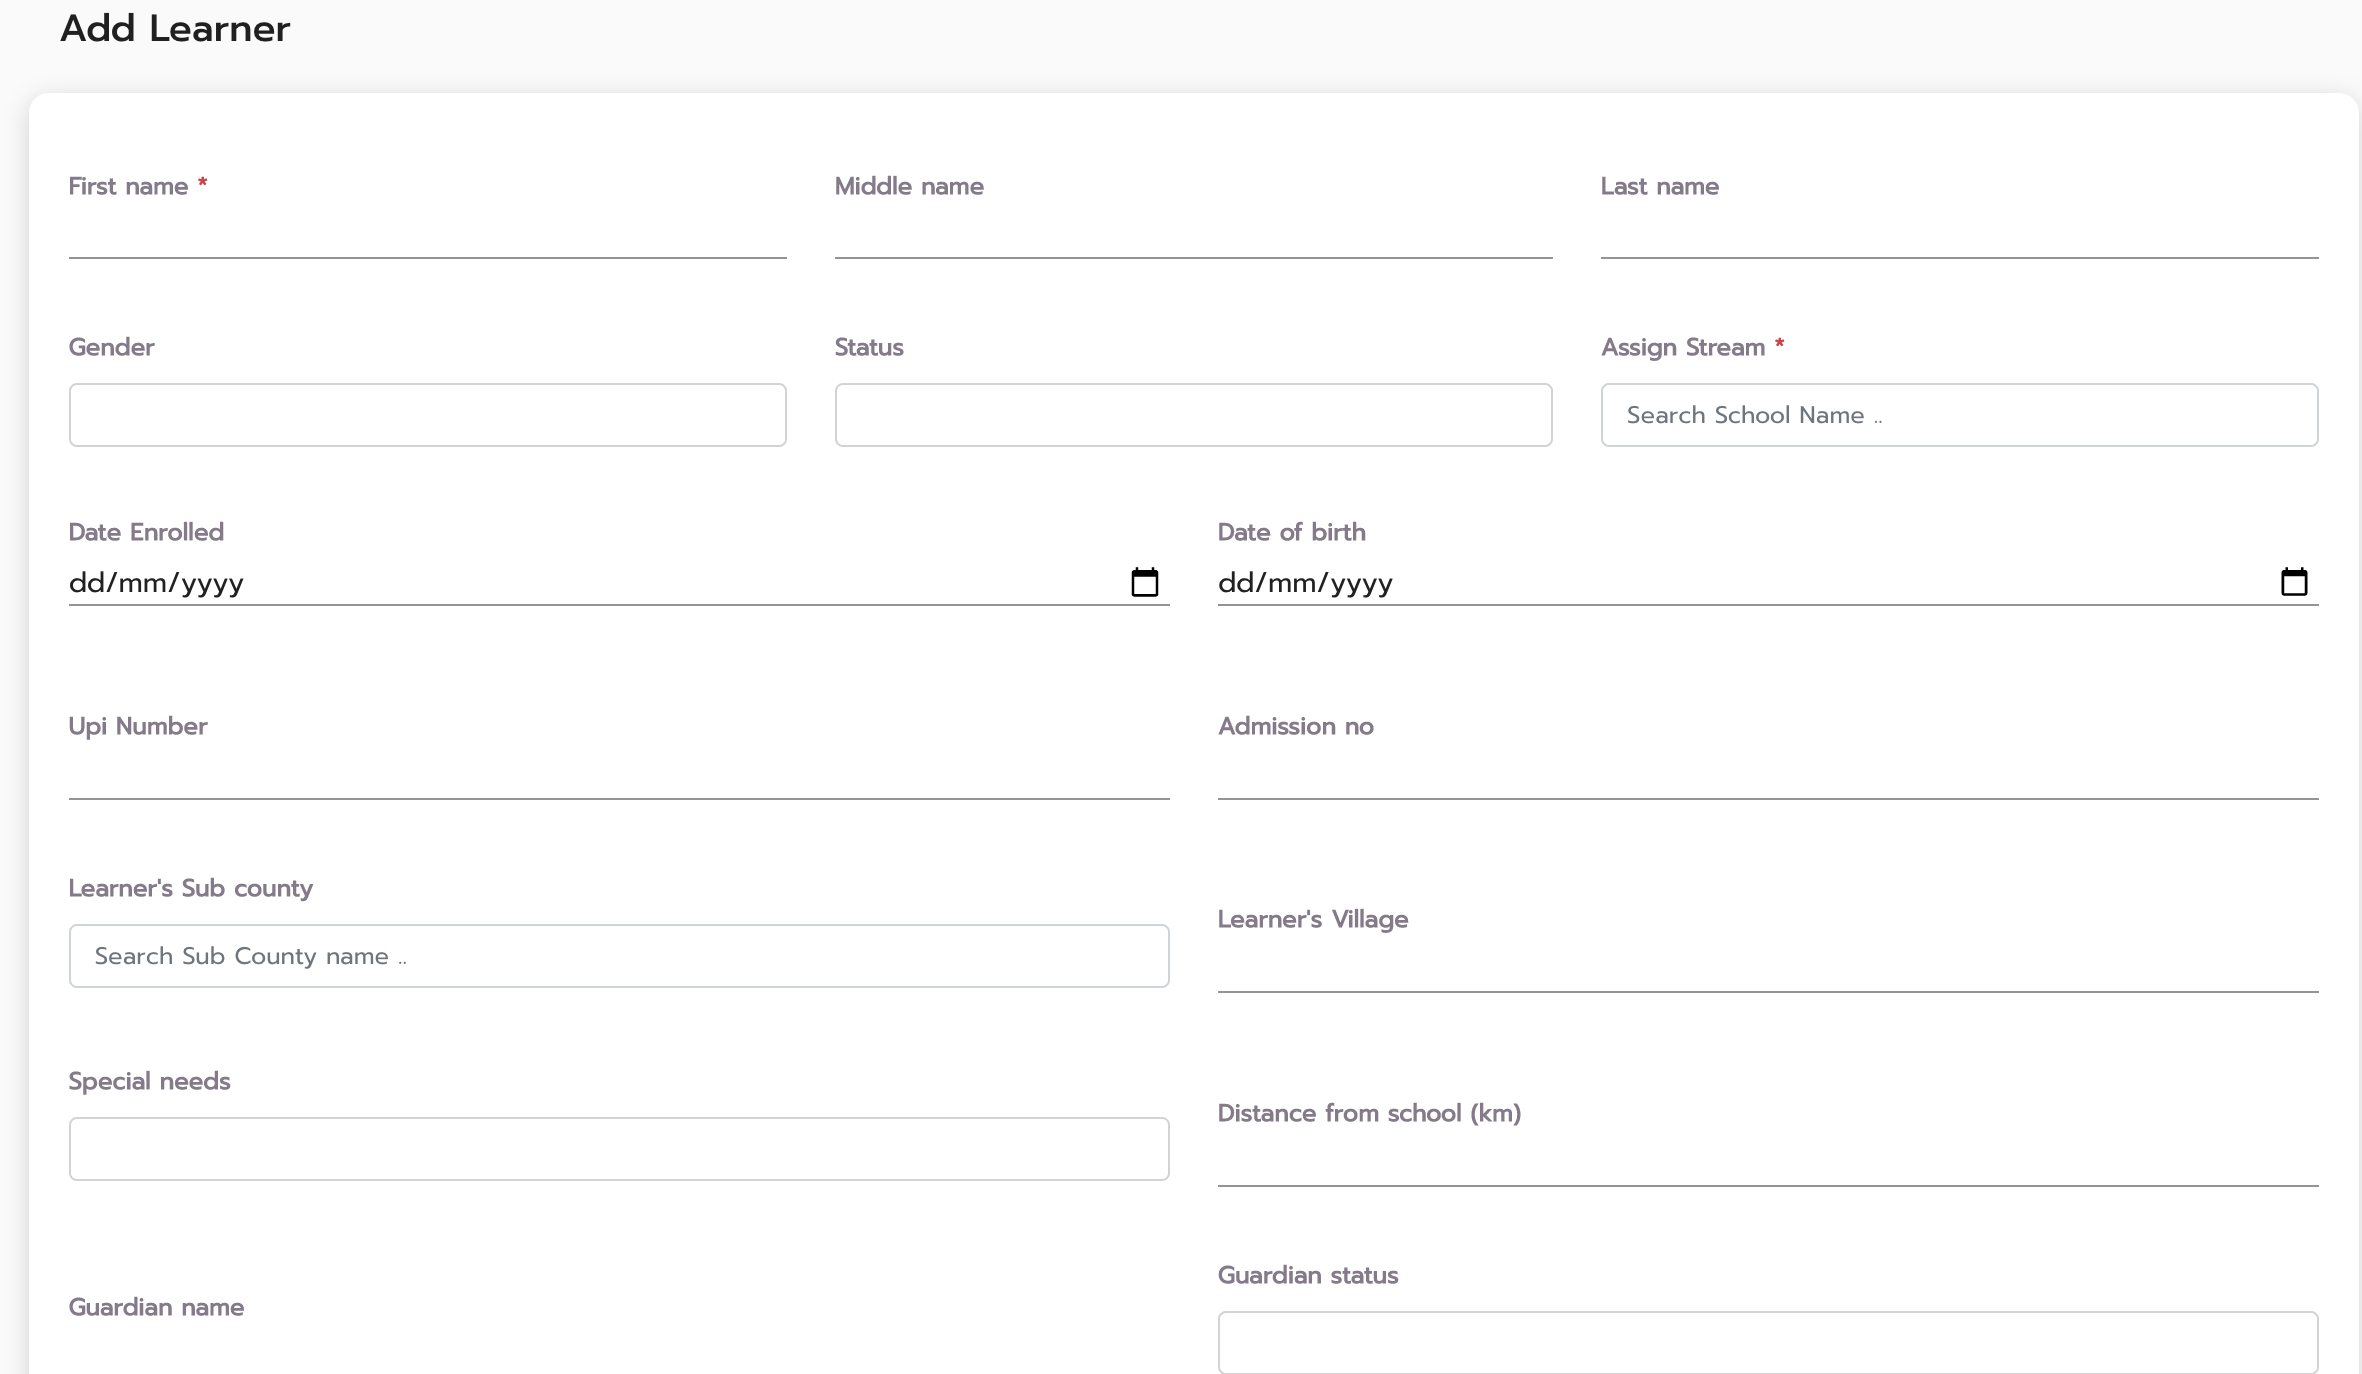 Add Learner
First name *
Middle name
Last name
Gender
Status
Assign Stream *
Search School Name ..
Date Enrolled
Date of birth
dd/mm/yyyy
dd/mm/yyyy
Upi Number
Admission no
Learner's Sub county
Learner's Village
Search Sub County name ..
Special needs
Distance from school (km)
Guardian status
Guardian name